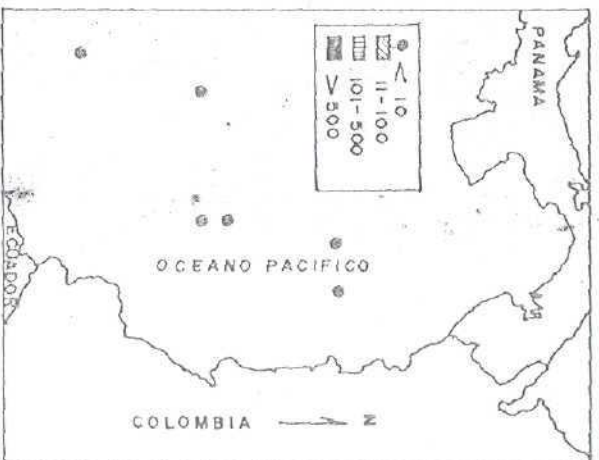 PANAMA
< 10
11-100
101-500
> 500
OCEANO PACIFICO
ECUADOR
COLOMBIA
N